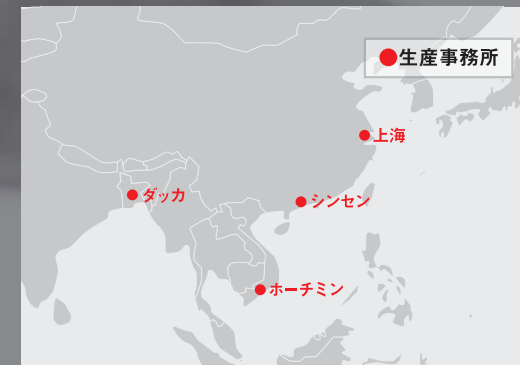 ●生産事務所
上海
ダッカ
シンセン
ホーチミン